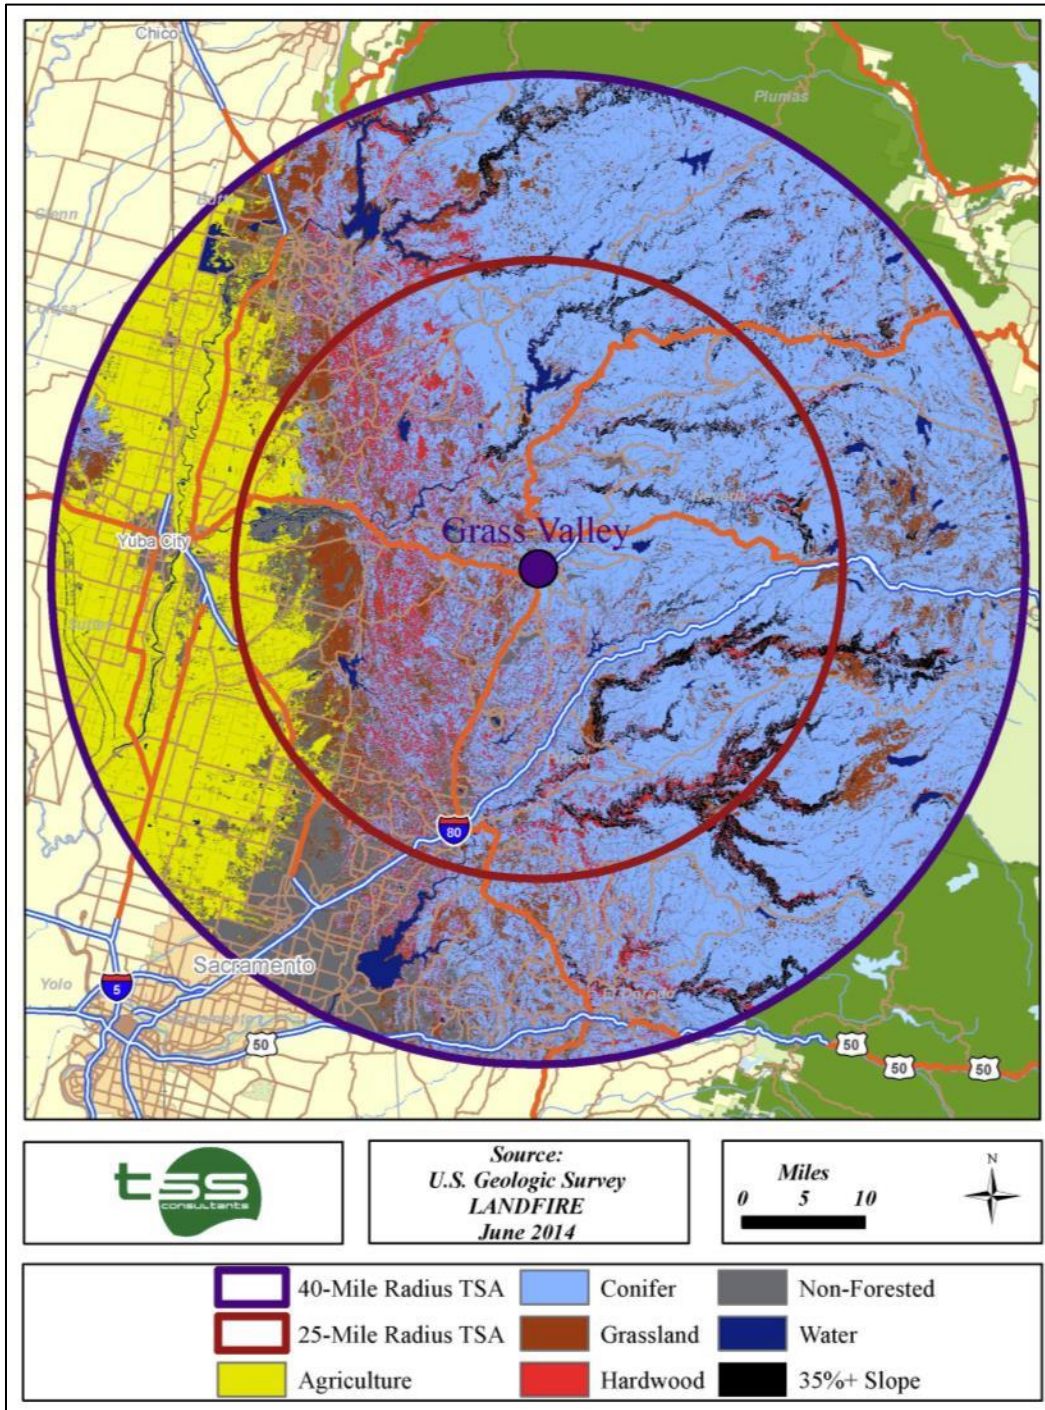 Chico
Plumas
Butte
Glenn
Colusa
Sierra
Nevada
Grass Valley
Yuba City
Sutter
Placer
80
Sacramento
El Dorado
Yolo
5
50
50
50
50
tss
consultants
Source:
U.S. Geologic Survey
LANDFIRE
June 2014
Miles
0 5 10
N
40-Mile Radius TSA
Conifer
Non-Forested
25-Mile Radius TSA
Grassland
Water
Agriculture
Hardwood
35%+ Slope